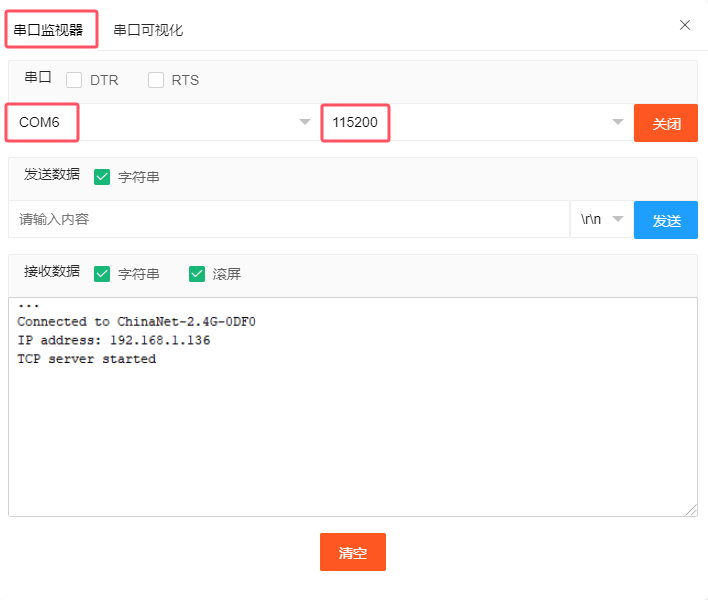 串口监视器 串口可视化
串口 DTR RTS
COM6 115200 关闭
发送数据 字符串
请输入内容 \r\n 发送
接收数据 字符串 滚屏
...
Connected to ChinaNet-2.4G-0DF0
IP address: 192.168.1.136
TCP server started
清空